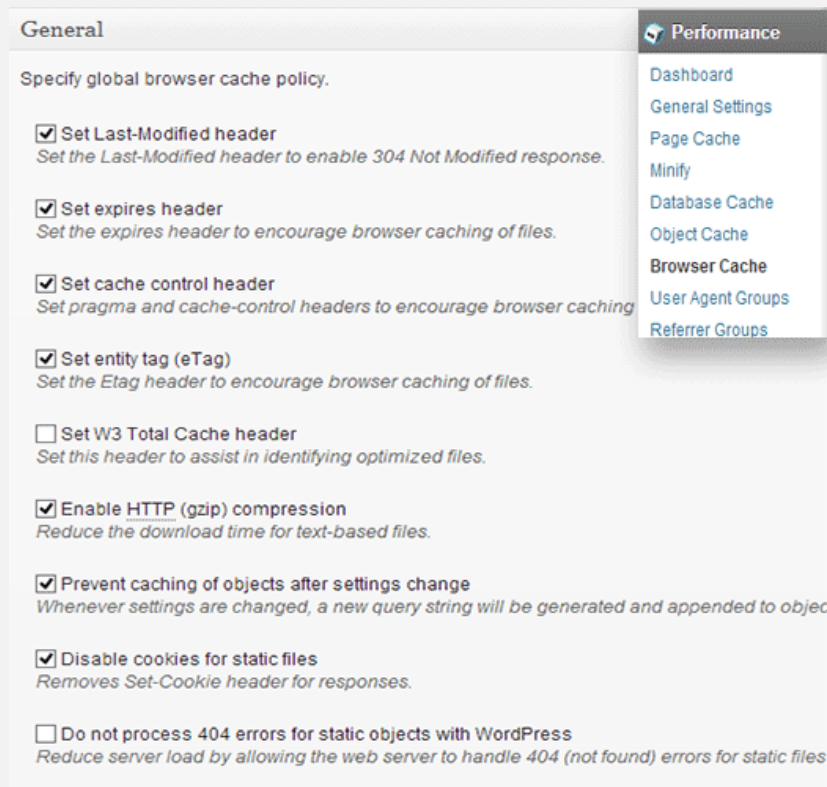 General
Specify global browser cache policy.
Set Last-Modified header
Set the Last-Modified header to enable 304 Not Modified response.
Set expires header
Set the expires header to encourage browser caching of files.
Set cache control header
Set pragma and cache-control headers to encourage browser caching
Set entity tag (eTag)
Set the Etag header to encourage browser caching of files.
Set W3 Total Cache header
Set this header to assist in identifying optimized files.
Enable HTTP (gzip) compression
Reduce the download time for text-based files.
Prevent caching of objects after settings change
Whenever settings are changed, a new query string will be generated and appended to objec
Disable cookies for static files
Removes Set-Cookie header for responses.
Do not process 404 errors for static objects with WordPress
Reduce server load by allowing the web server to handle 404 (not found) errors for static files
Performance
Dashboard
General Settings
Page Cache
Minify
Database Cache
Object Cache
Browser Cache
User Agent Groups
Referrer Groups